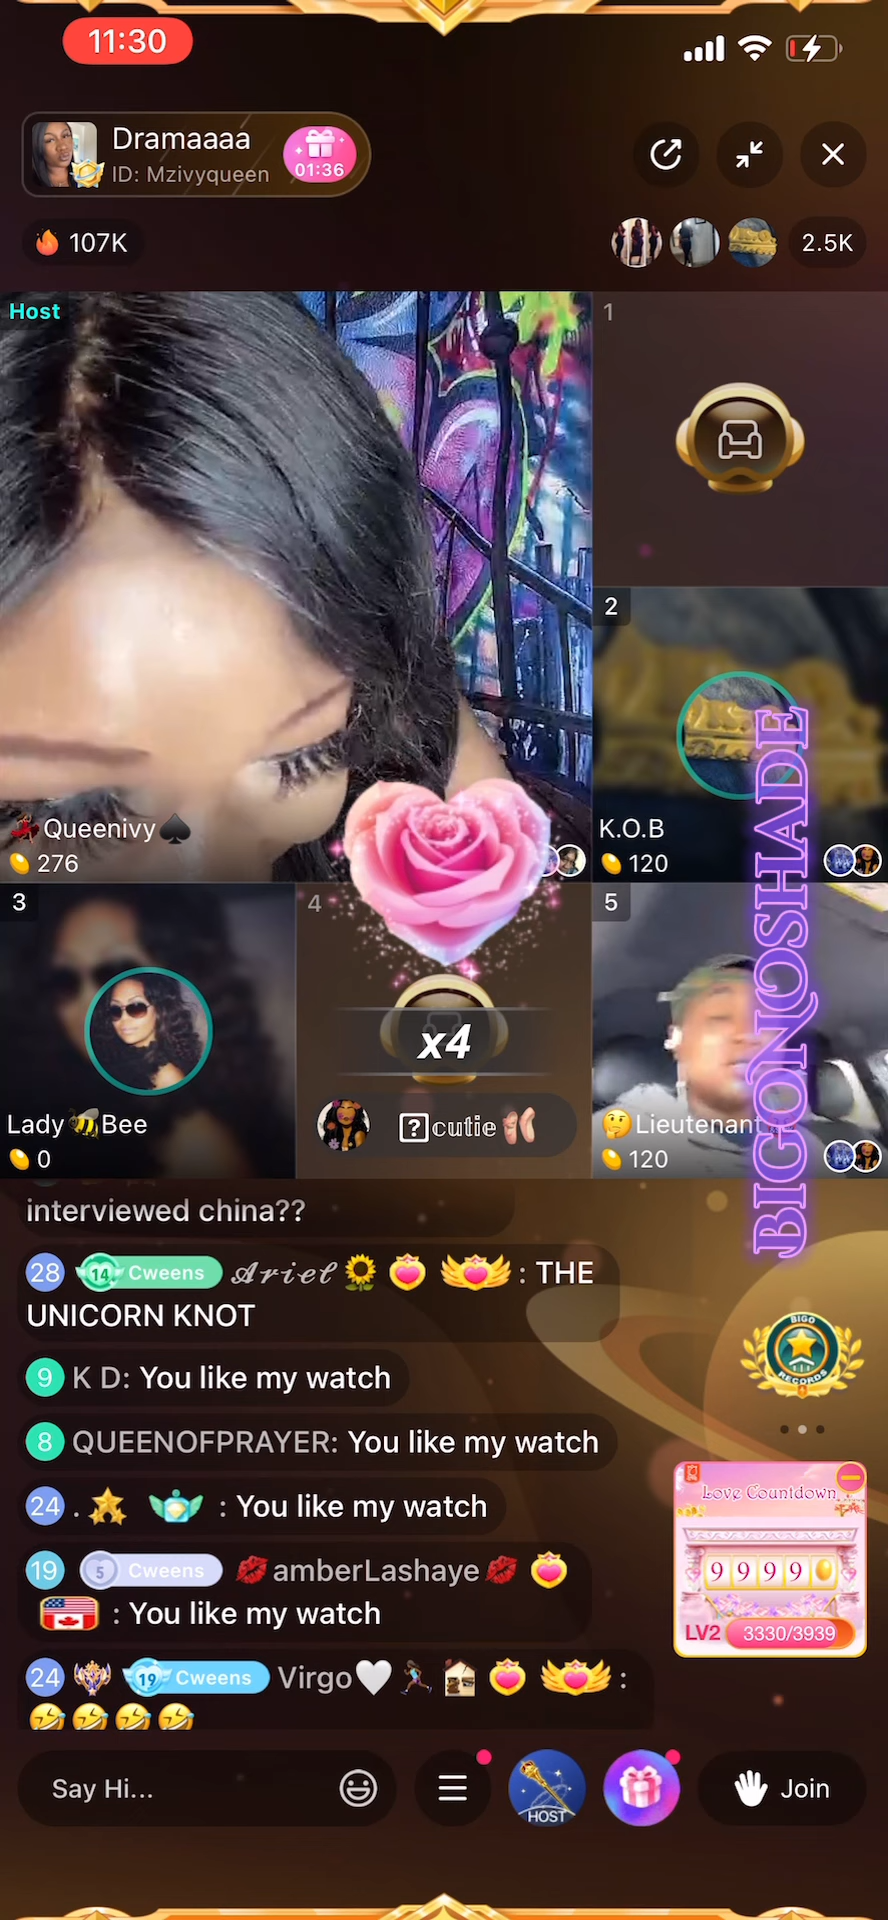 11:30
Dramaaaa
ID: Mzivyqueen
01:36
107K
2.5K
Host
1
2
💃Queenivy♠️
276
K.O.B
120
3
4
5
x4
Lady🐝Bee
0
?𝕔𝕦𝕥𝕚𝕖
🤔Lieutenant
120
BIGONOSHADE
interviewed china??
28 14 Cweens 𝒜𝓇𝒾𝑒𝓁🌻 : THE
UNICORN KNOT
9 K D: You like my watch
8 QUEENOFPRAYER: You like my watch
24 . : You like my watch
19 5 Cweens 💋amberLashaye💋
: You like my watch
24 19 Cweens Virgo🤍 :
🤣🤣🤣🤣
BIGO
RECORDS
Love Countdown
9 9 9 9
LV2 3330/3939
Say Hi...
HOST
Join